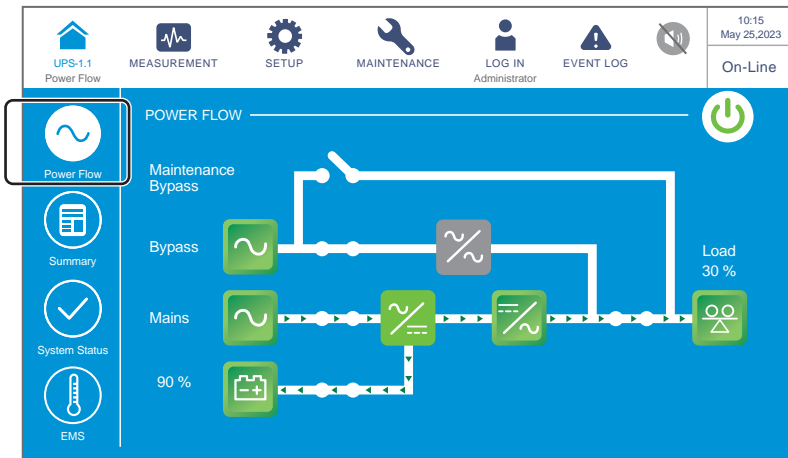 UPS-1.1
Power Flow
MEASUREMENT
SETUP
MAINTENANCE
LOG IN
Administrator
EVENT LOG
10:15
May 25,2023
On-Line
Power Flow
Summary
System Status
EMS
POWER FLOW
Maintenance
Bypass
Bypass
Mains
90 %
Load
30 %